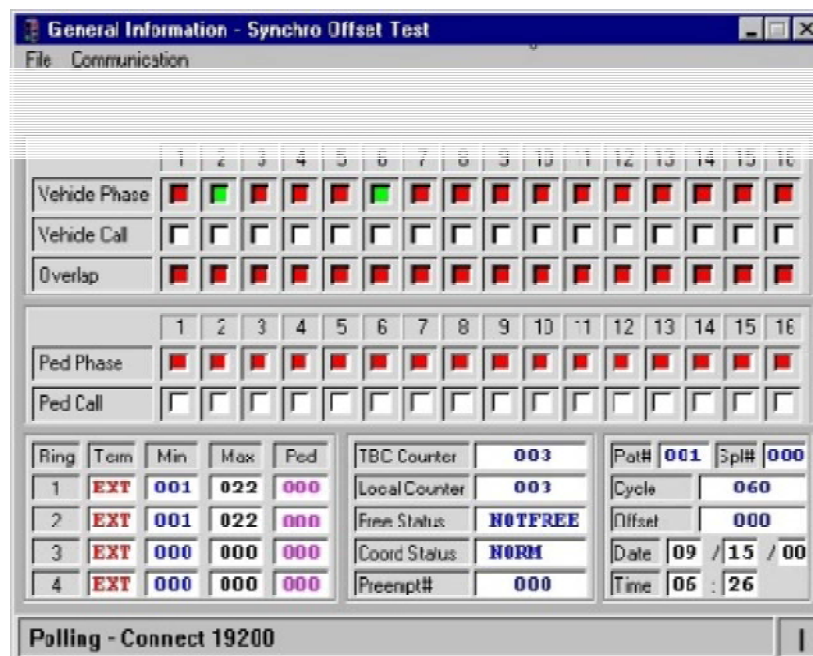 General Information - Synchro Offset Test
File Communication
1 2 3 4 5 6 7 8 9 10 11 12 13 14 15 16
Vehicle Phase
Vehicle Call
Overlap
1 2 3 4 5 6 7 8 9 10 11 12 13 14 15 16
Ped Phase
Ped Call
Ring Term Min Max Ped TBC Counter 003 Pat# 001 Spl# 000
1 EXT 001 022 000 Local Counter 003 Cycle 060
2 EXT 001 022 000 Free Status NOTFREE Offset 000
3 EXT 000 000 000 Coord Status NORM Date 09 / 15 / 00
4 EXT 000 000 000 Preempt# 000 Time 06 : 26
Polling - Connect 19200